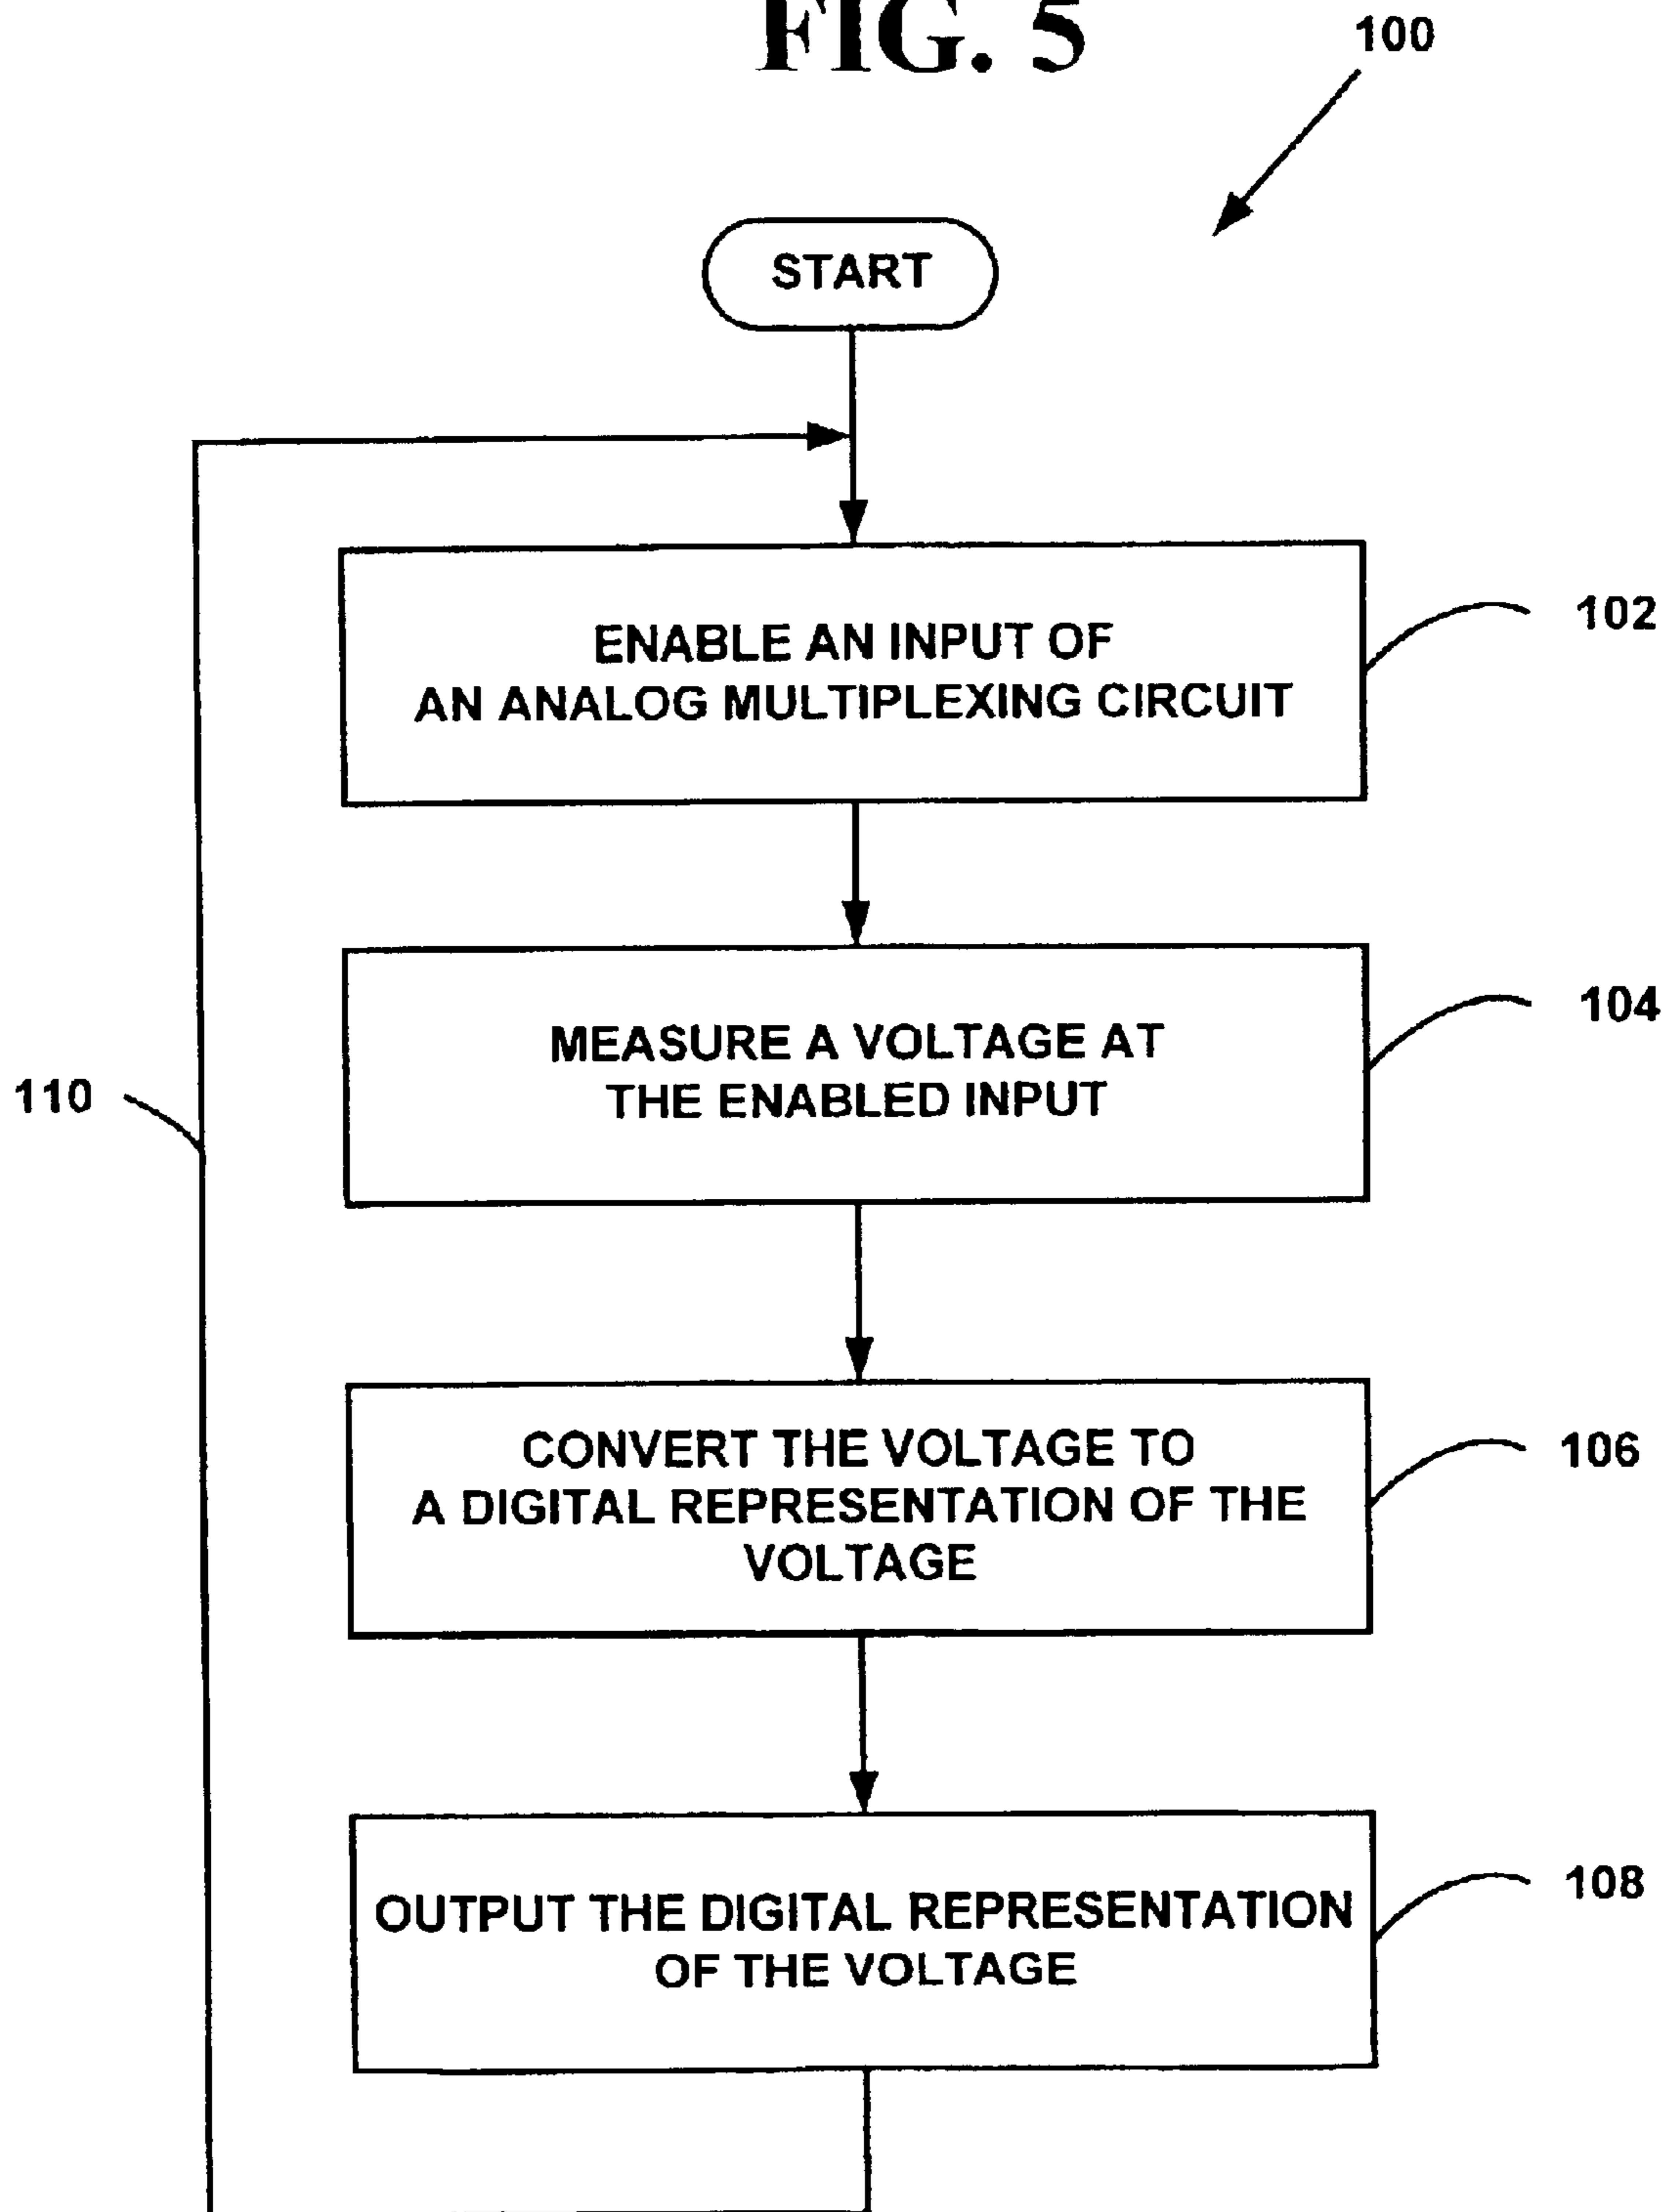 FIG. 5
100
START
ENABLE AN INPUT OF
AN ANALOG MULTIPLEXING CIRCUIT
102
MEASURE A VOLTAGE AT
THE ENABLED INPUT
104
110
CONVERT THE VOLTAGE TO
A DIGITAL REPRESENTATION OF THE
VOLTAGE
106
OUTPUT THE DIGITAL REPRESENTATION
OF THE VOLTAGE
108